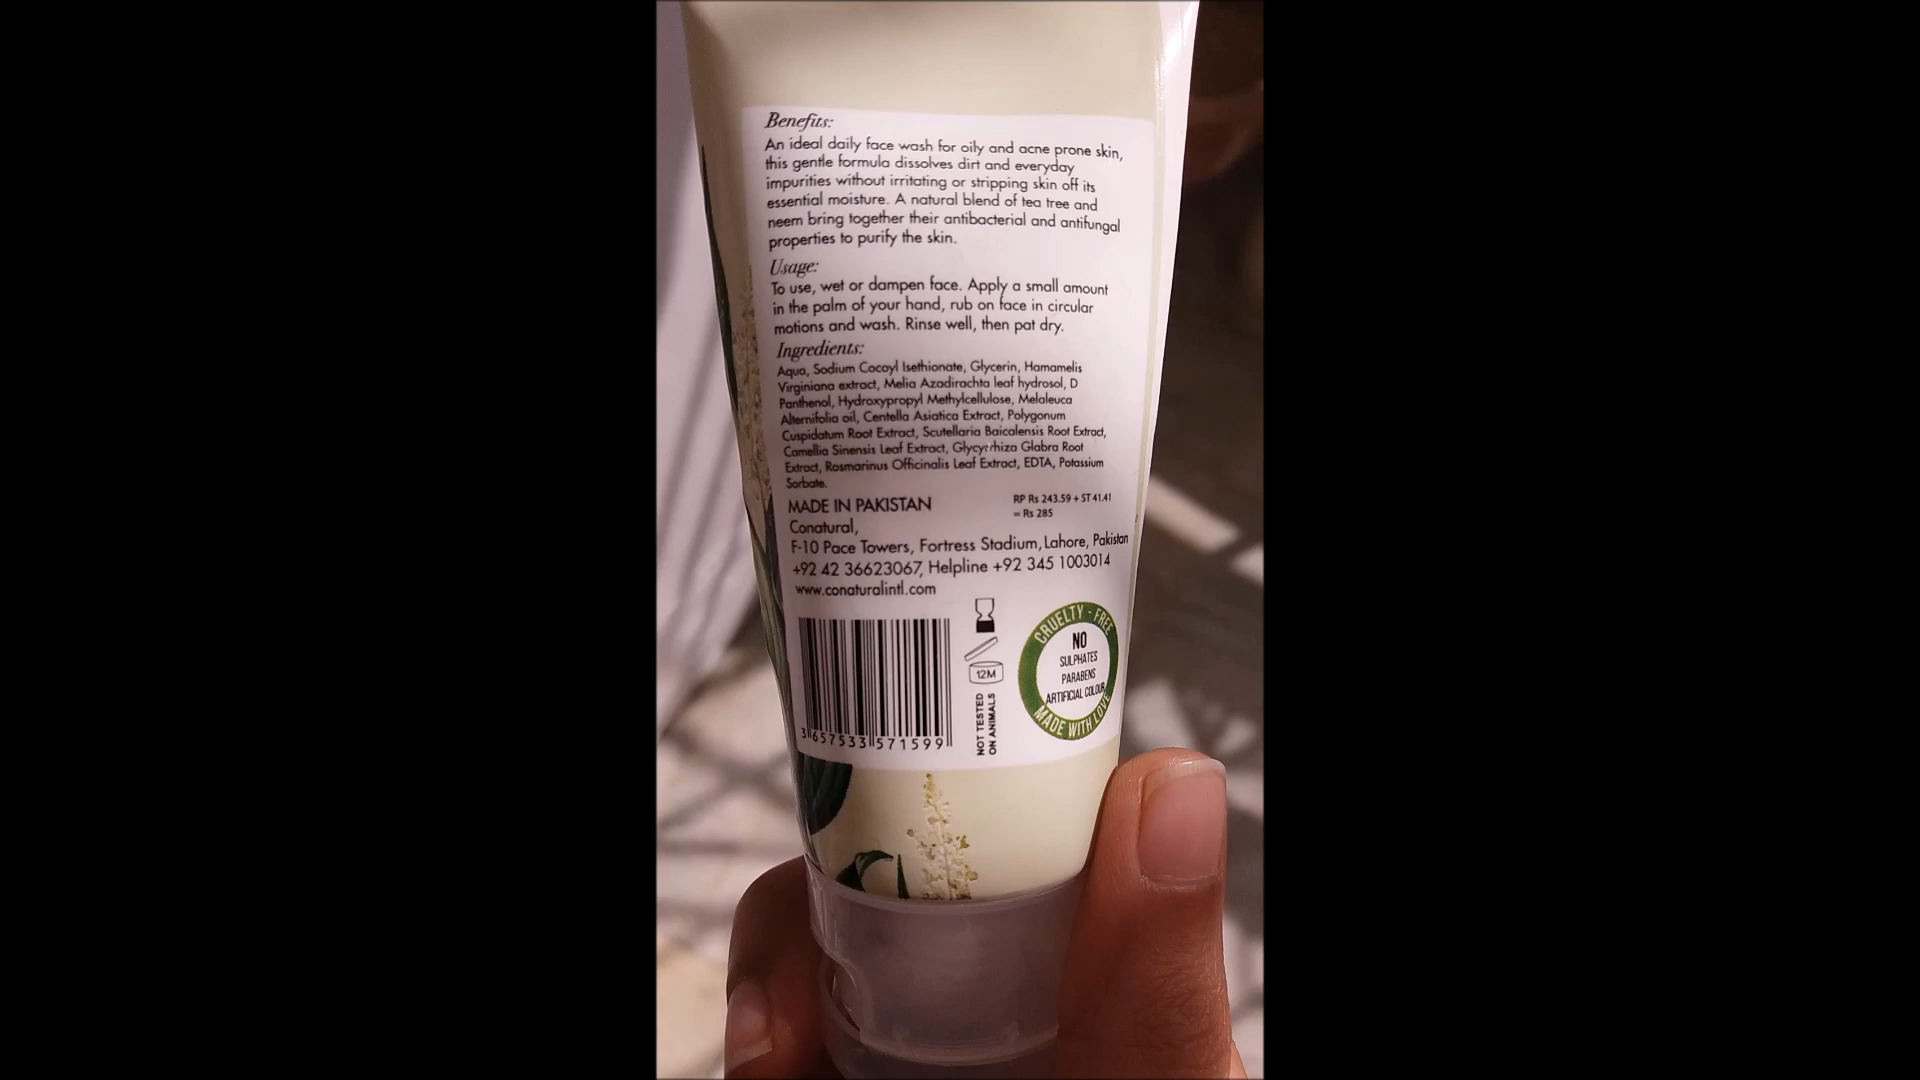 Benefits:
An ideal daily face wash for oily and acne prone skin,
this gentle formula dissolves dirt and everyday
impurities without irritating or stripping skin off its
essential moisture. A natural blend of tea tree and
neem bring together their antibacterial and antifungal
properties to purify the skin.
Usage:
To use, wet or dampen face. Apply a small amount
in the palm of your hand, rub on face in circular
motions and wash. Rinse well, then pat dry.
Ingredients:
Aqua, Sodium Cocoyl Isethionate, Glycerin, Hamamelis
Virginiana extract, Melia Azadirachta leaf hydrosol, D
Panthenol, Hydroxypropyl Methylcellulose, Melaleuca
Alternifolia oil, Centella Asiatica Extract, Polygonum
Cuspidatum Root Extract, Scutellaria Baicalensis Root Extract,
Camellia Sinensis Leaf Extract, Glycyrrhiza Glabra Root
Extract, Rosmarinus Officinalis Leaf Extract, EDTA, Potassium
Sorbate.
MADE IN PAKISTAN
RP Rs 243.59 + ST 41.41
= Rs 285
Conatural,
F-10 Pace Towers, Fortress Stadium, Lahore, Pakistan
+92 42 36623067, Helpline +92 345 1003014
www.conaturalintl.com
3 657533 571599
12M
NOT TESTED
ON ANIMALS
CRUELTY - FREE
NO
SULPHATES
PARABENS
ARTIFICIAL COLOUR
MADE WITH LOVE